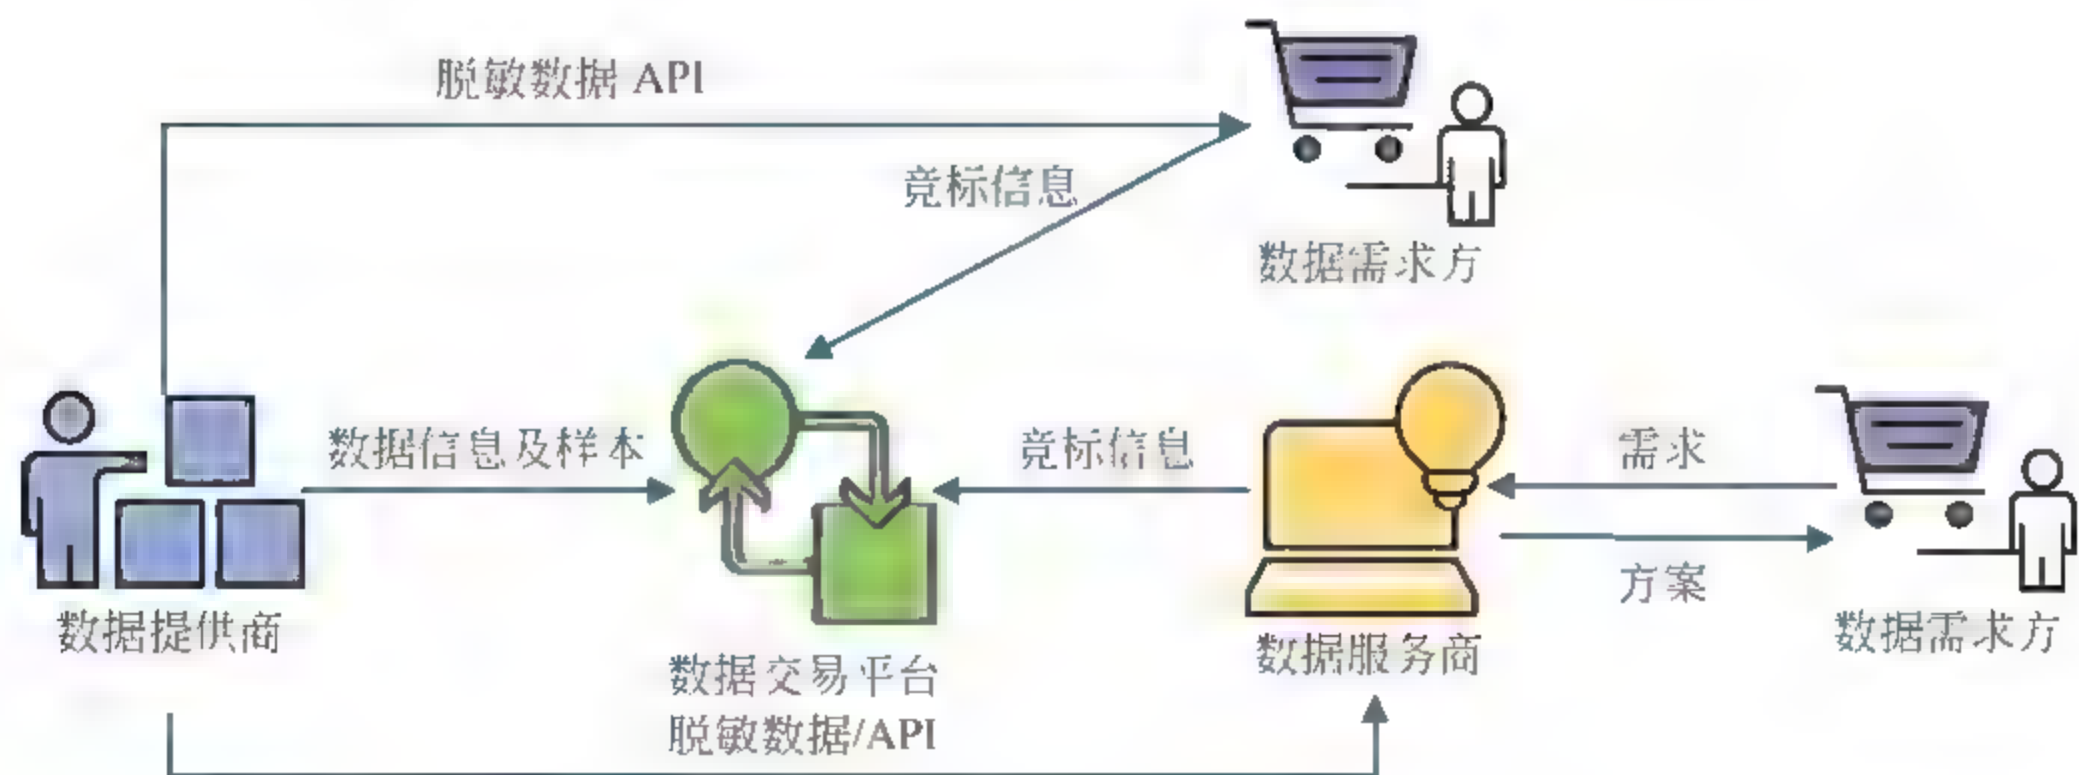 脱敏数据 API
竞标信息
数据需求方
数据信息及样本
竞标信息
需求
方案
数据提供商
数据服务商
数据需求方
数据交易平台
脱敏数据/API